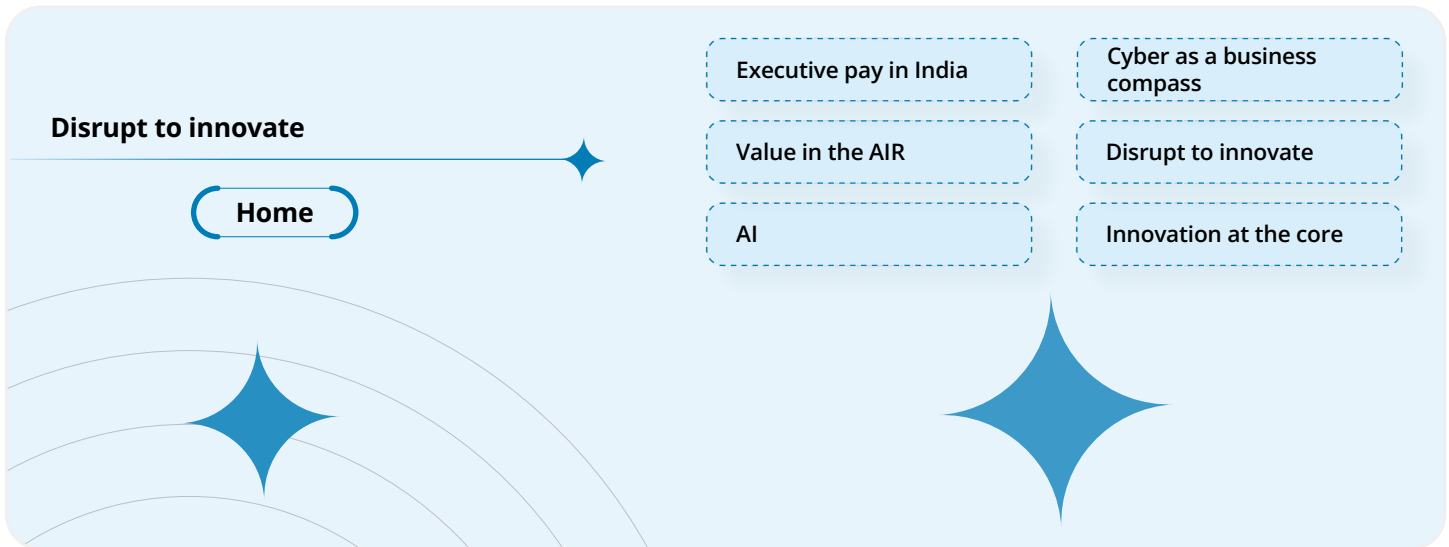 Disrupt to innovate
Home
Executive pay in India
Cyber as a business
compass
Value in the AIR
Disrupt to innovate
AI
Innovation at the core